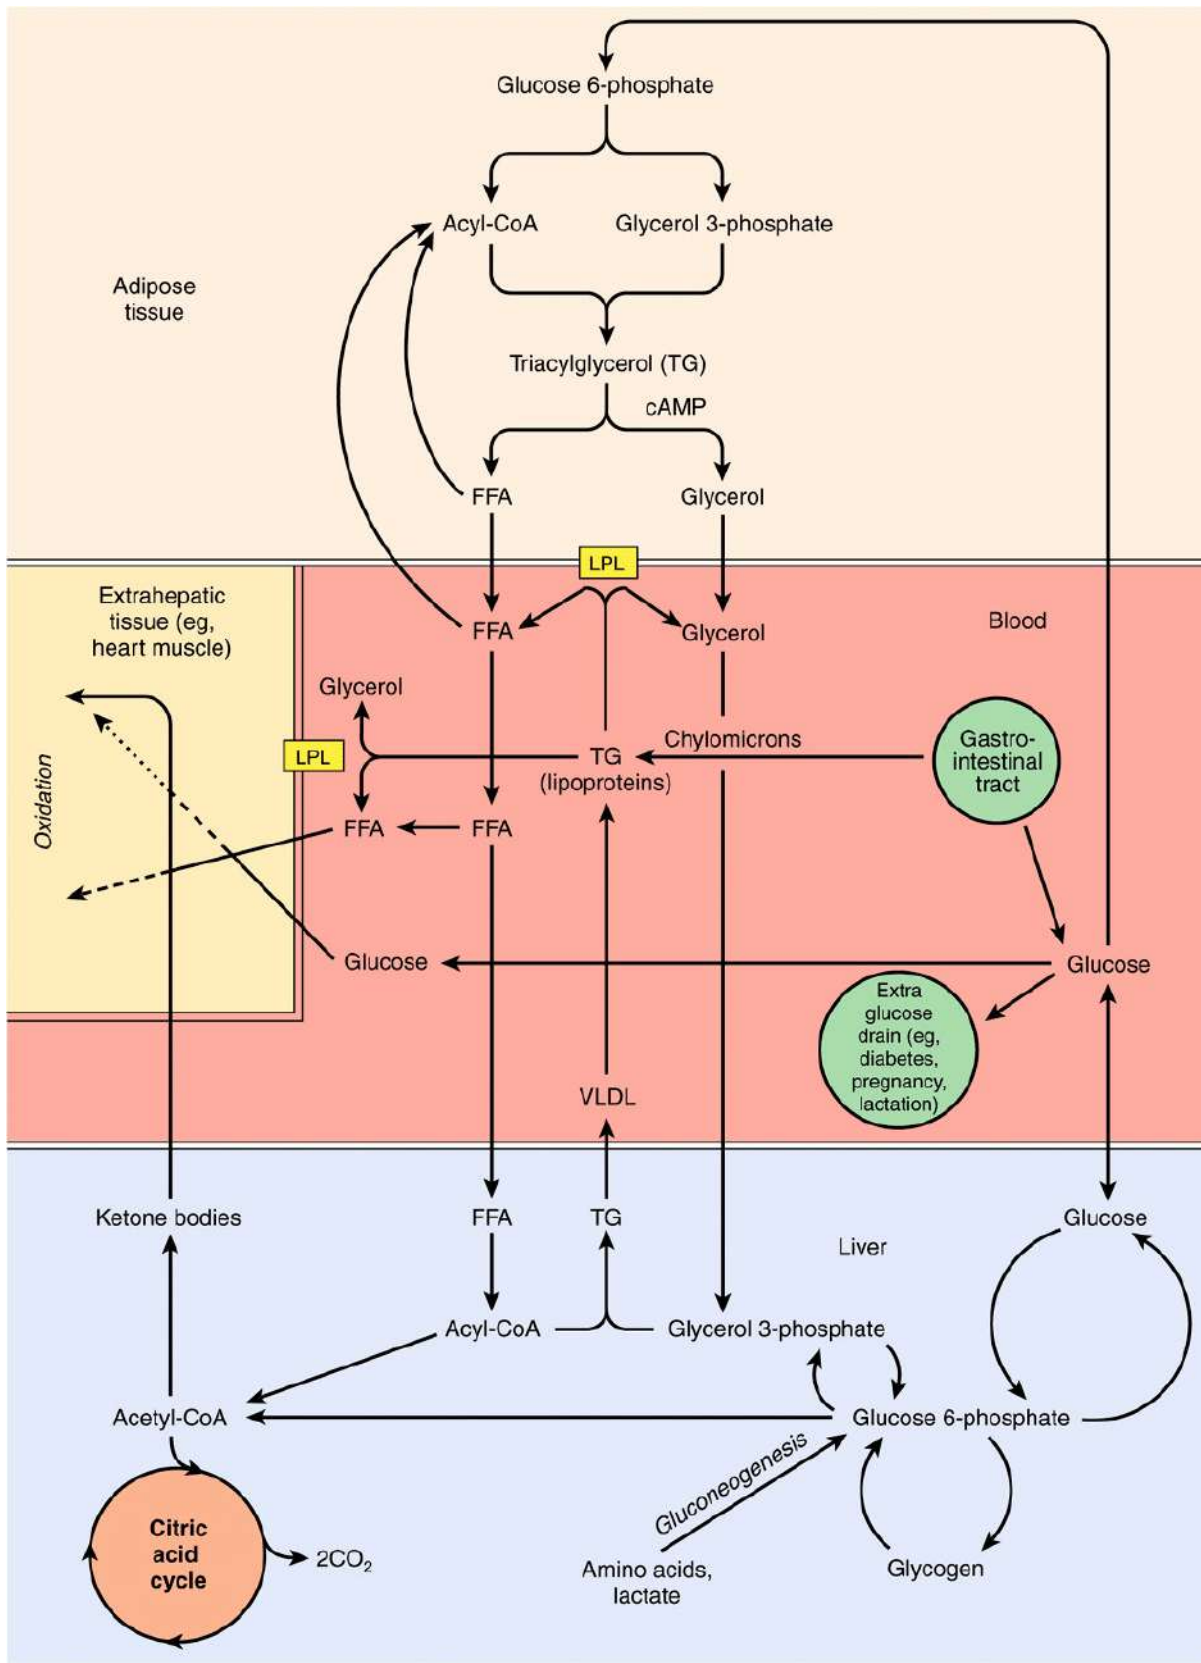 Glucose 6-phosphate
Acyl-CoA
Glycerol 3-phosphate
Adipose
tissue
Triacylglycerol (TG)
cAMP
FFA
Glycerol
LPL
Extrahepatic
tissue (eg,
heart muscle)
FFA
Glycerol
Blood
Glycerol
Chylomicrons
Gastro-
intestinal
tract
LPL
TG
(lipoproteins)
Oxidation
FFA
FFA
Glucose
Glucose
Extra
glucose
drain (eg,
diabetes,
pregnancy,
lactation)
VLDL
Ketone bodies
FFA
TG
Glucose
Liver
Acyl-CoA
Glycerol 3-phosphate
Acetyl-CoA
Glucose 6-phosphate
Gluconeogenesis
Citric
acid
cycle
2CO₂
Amino acids,
lactate
Glycogen